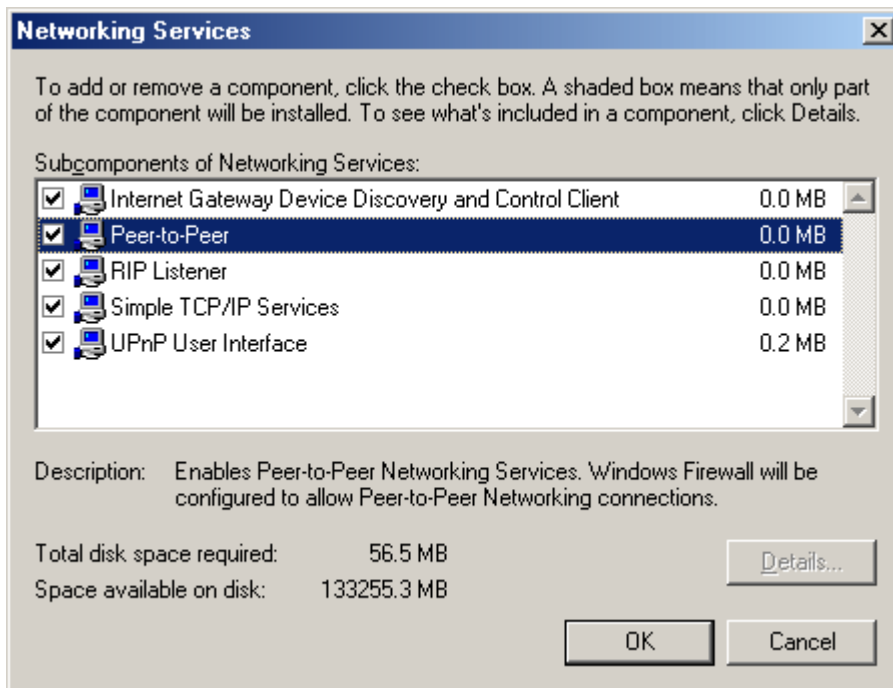 Networking Services
To add or remove a component, click the check box. A shaded box means that only part
of the component will be installed. To see what's included in a component, click Details.
Subcomponents of Networking Services:
Internet Gateway Device Discovery and Control Client 0.0 MB
Peer-to-Peer 0.0 MB
RIP Listener 0.0 MB
Simple TCP/IP Services 0.0 MB
UPnP User Interface 0.2 MB
Description: Enables Peer-to-Peer Networking Services. Windows Firewall will be
configured to allow Peer-to-Peer Networking connections.
Total disk space required: 56.5 MB
Space available on disk: 133255.3 MB
Details...
OK Cancel